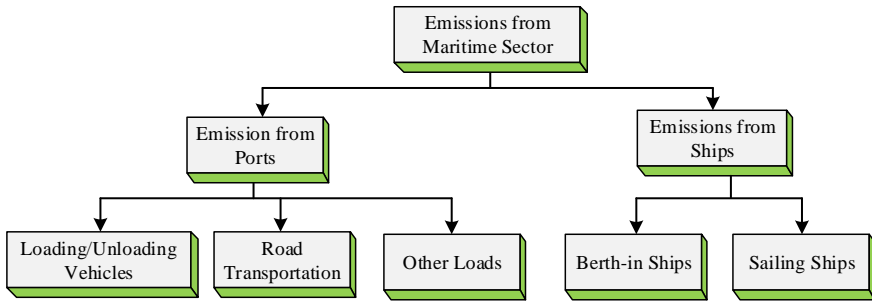 Emissions from
Maritime Sector
Emission from
Ports
Emissions from
Ships
Loading/Unloading
Vehicles
Road
Transportation
Other Loads
Berth-in Ships
Sailing Ships